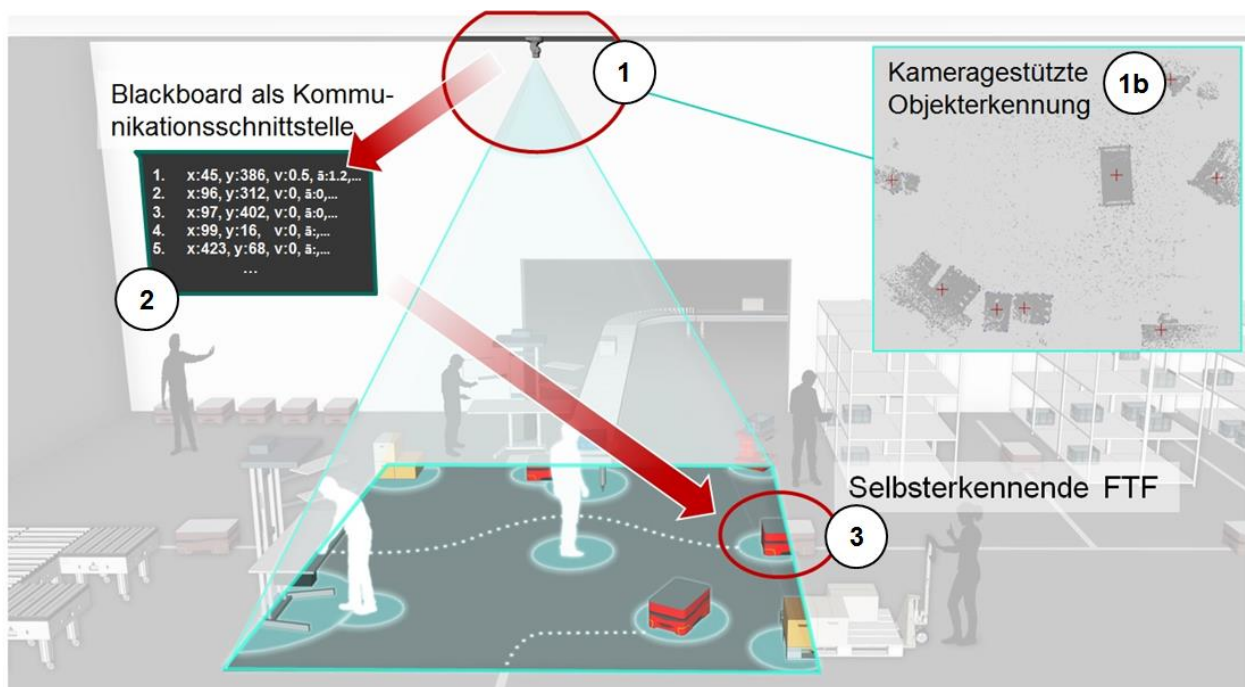 1
Kameragestützte
Objekterkennung
1b
Blackboard als Kommu-
nikationsschnittstelle
1. x:45, y:386, v:0.5, ā:1.2,...
2. x:96, y:312, v:0, ā:0,...
3. x:97, y:402, v:0, ā:0,...
4. x:99, y:16, v:0, ā:,...
5. x:423, y:68, v:0, ā:,...
...
2
Selbsterkennende FTF
3